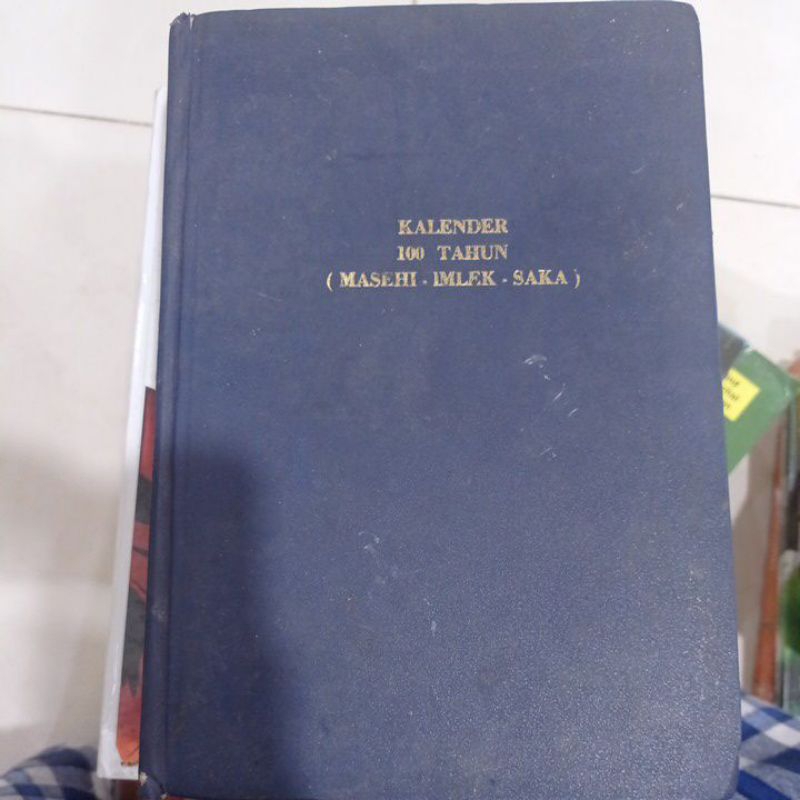 KALENDER
100 TAHUN
( MASEHI - IMLEK - SAKA )